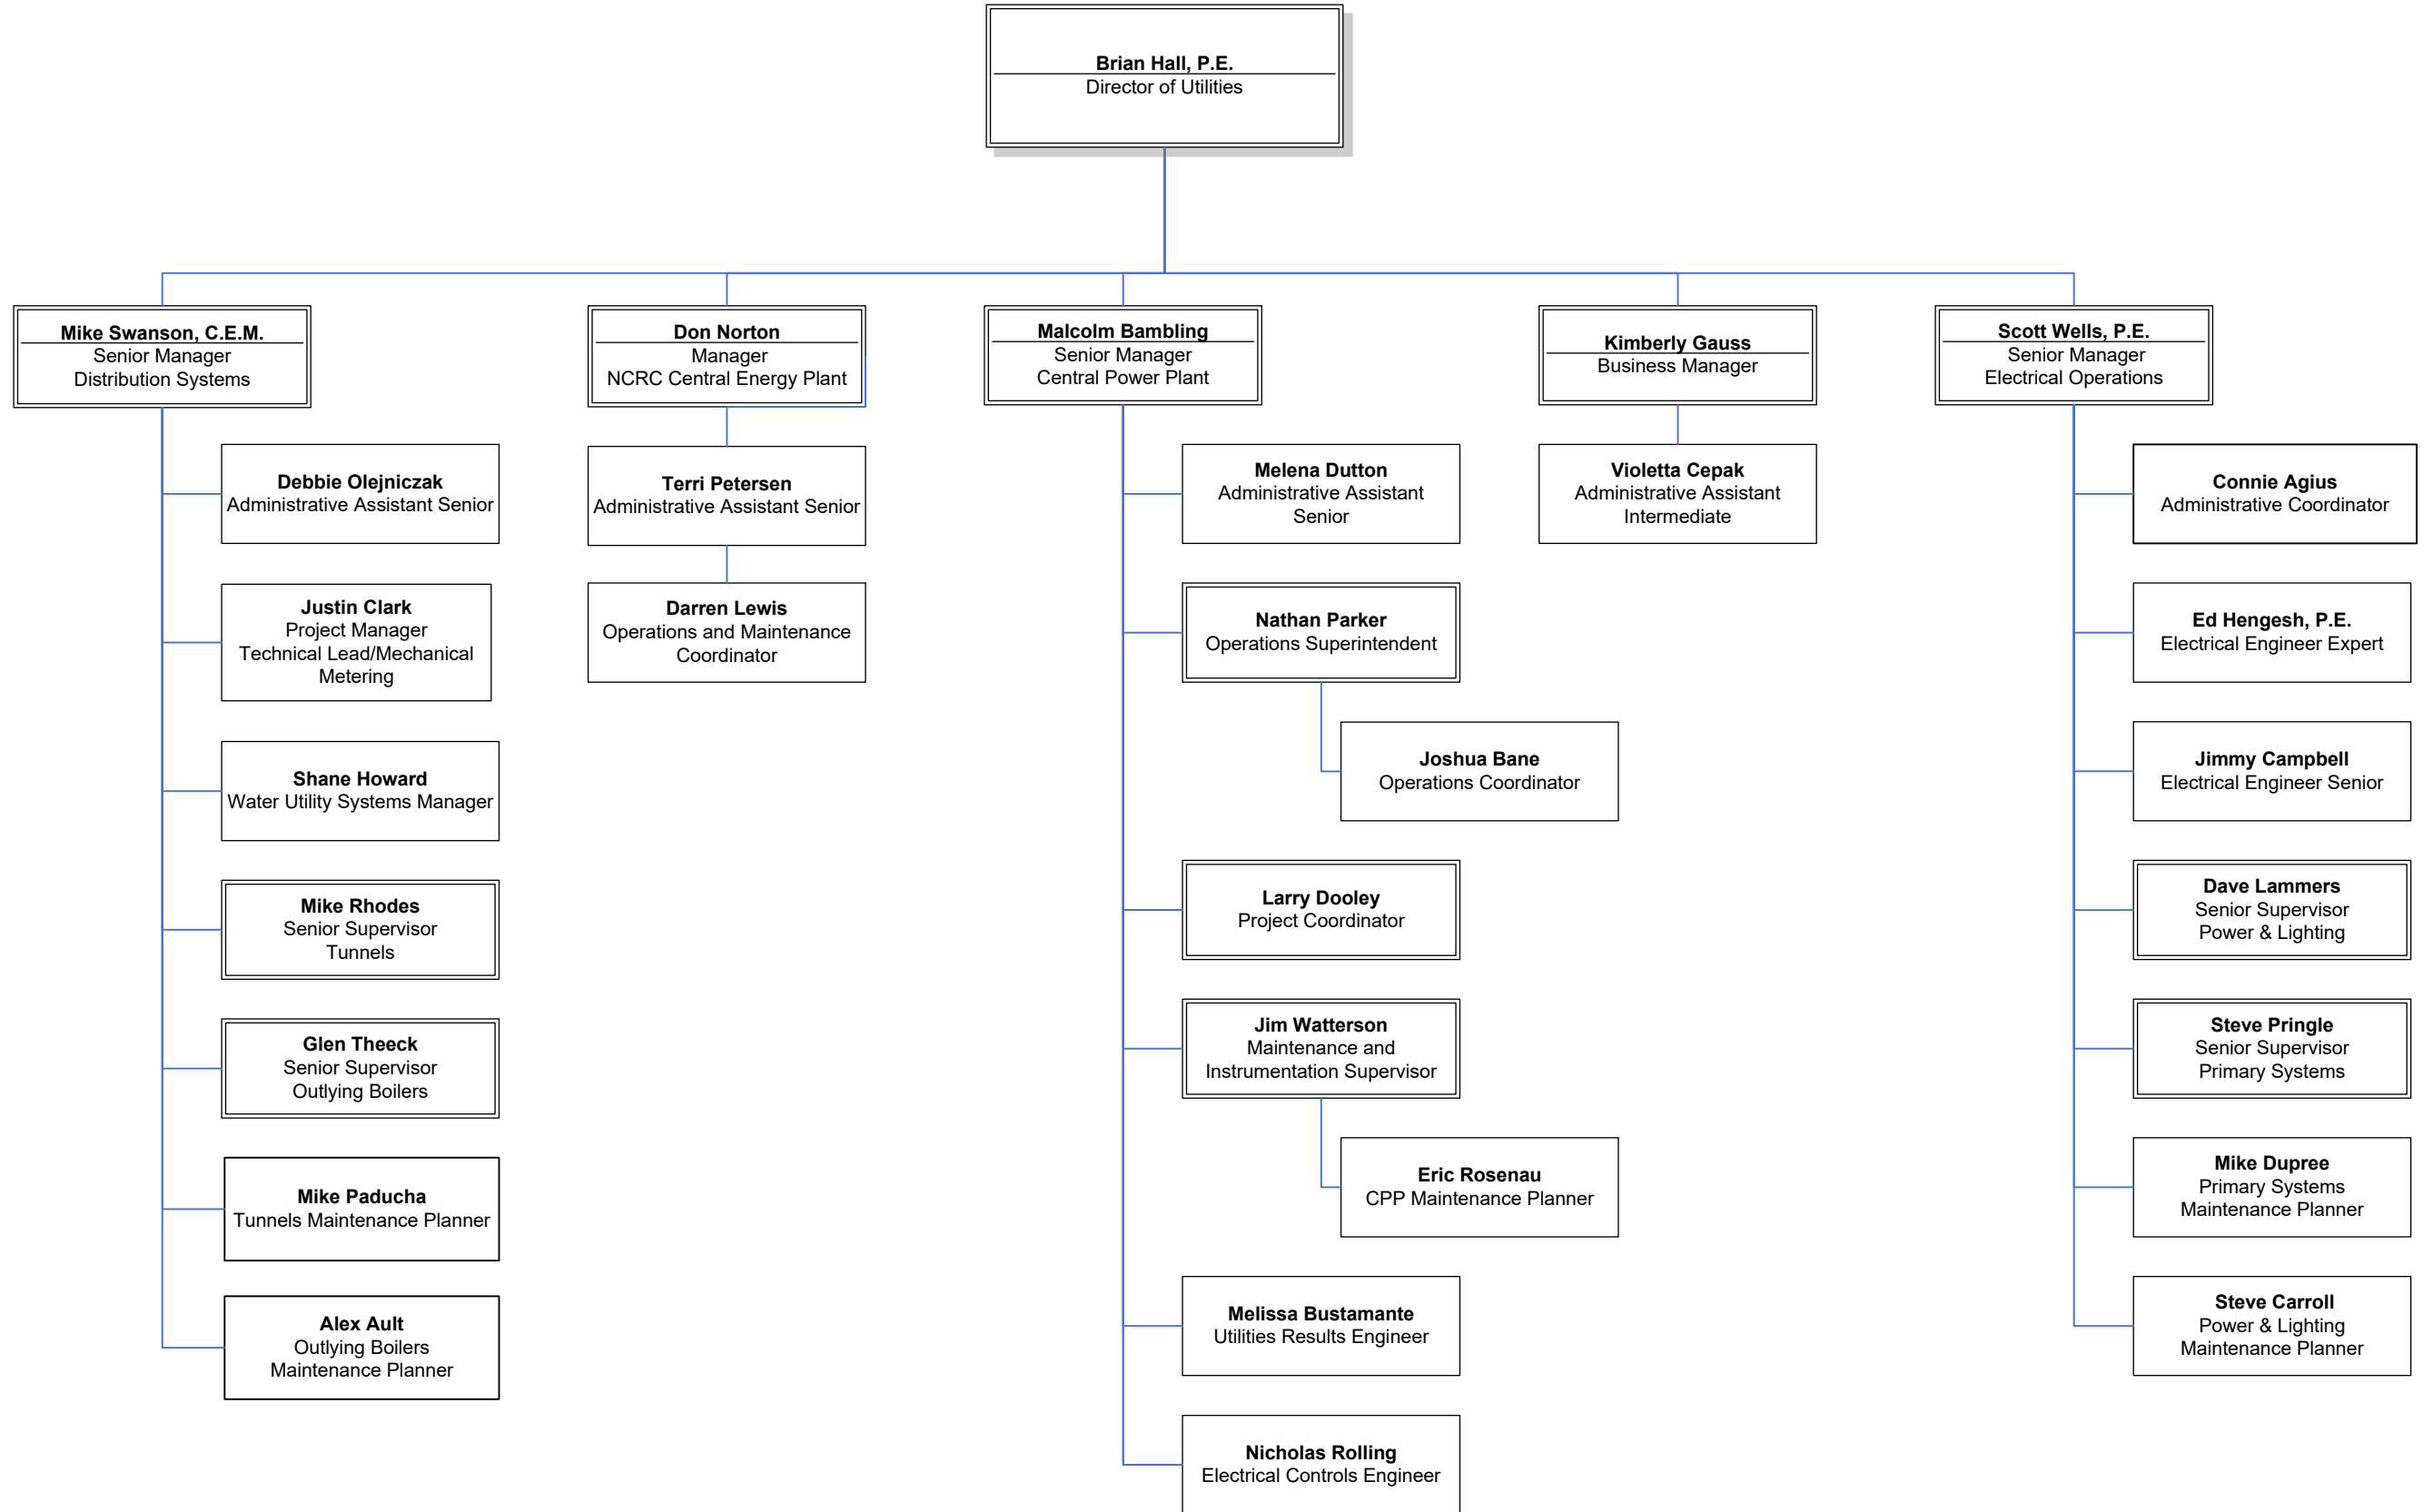 Brian Hall, P.E.
Director of Utilities
Mike Swanson, C.E.M.
Senior Manager
Distribution Systems
Debbie Olejniczak
Administrative Assistant Senior
Justin Clark
Project Manager
Technical Lead/Mechanical
Metering
Shane Howard
Water Utility Systems Manager
Mike Rhodes
Senior Supervisor
Tunnels
Glen Theeck
Senior Supervisor
Outlying Boilers
Mike Paducha
Tunnels Maintenance Planner
Alex Ault
Outlying Boilers
Maintenance Planner
Don Norton
Manager
NCRC Central Energy Plant
Terri Petersen
Administrative Assistant Senior
Darren Lewis
Operations and Maintenance
Coordinator
Malcolm Bambling
Senior Manager
Central Power Plant
Melena Dutton
Administrative Assistant
Senior
Nathan Parker
Operations Superintendent
Joshua Bane
Operations Coordinator
Larry Dooley
Project Coordinator
Jim Watterson
Maintenance and
Instrumentation Supervisor
Eric Rosenau
CPP Maintenance Planner
Melissa Bustamante
Utilities Results Engineer
Nicholas Rolling
Electrical Controls Engineer
Kimberly Gauss
Business Manager
Violetta Cepak
Administrative Assistant
Intermediate
Scott Wells, P.E.
Senior Manager
Electrical Operations
Connie Agius
Administrative Coordinator
Ed Hengesh, P.E.
Electrical Engineer Expert
Jimmy Campbell
Electrical Engineer Senior
Dave Lammers
Senior Supervisor
Power & Lighting
Steve Pringle
Senior Supervisor
Primary Systems
Mike Dupree
Primary Systems
Maintenance Planner
Steve Carroll
Power & Lighting
Maintenance Planner